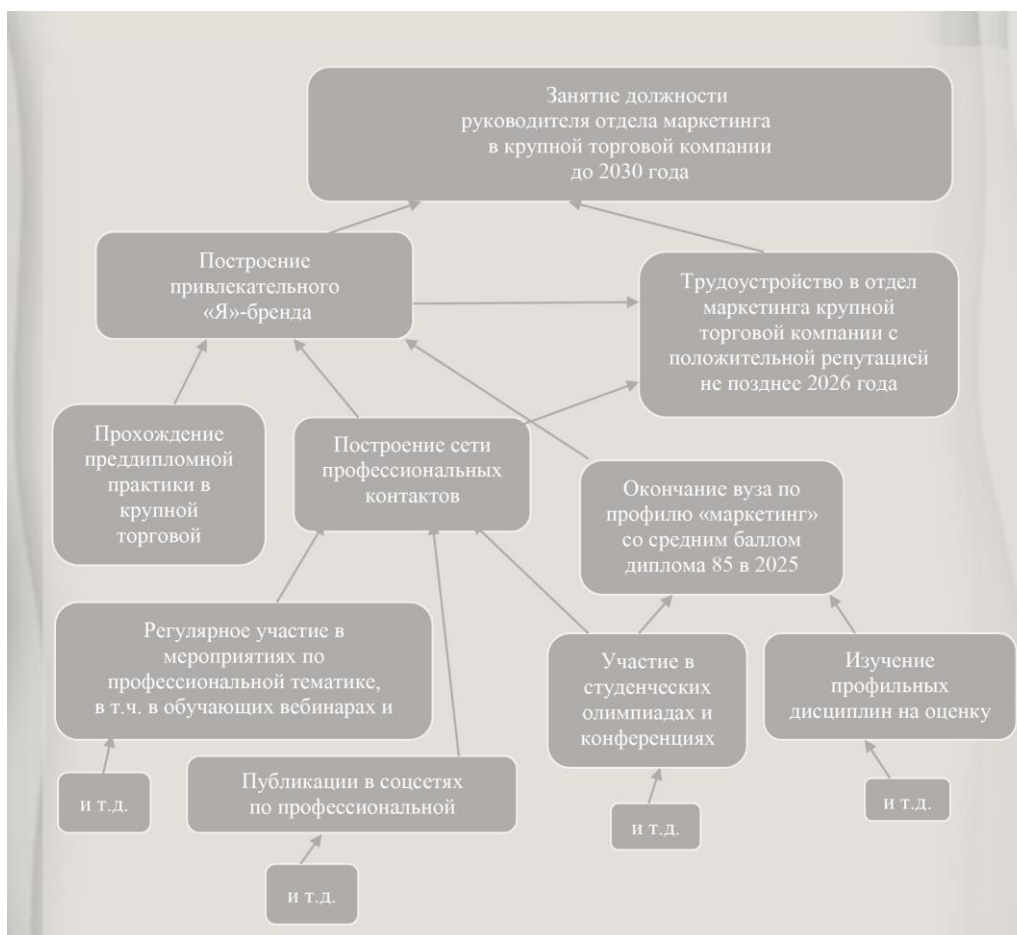 Занятие должности
руководителя отдела маркетинга
в крупной торговой компании
до 2030 года
Построение
привлекательного
«Я»-бренда
Трудоустройство в отдел
маркетинга крупной
торговой компании с
положительной репутацией
не позднее 2026 года
Прохождение
преддипломной
практики в
крупной
торговой
Построение сети
профессиональных
контактов
Окончание вуза по
профилю «маркетинг»
со средним баллом
диплома 85 в 2025
Регулярное участие в
мероприятиях по
профессиональной тематике,
в т.ч. в обучающих вебинарах и
Участие в
студенческих
олимпиадах и
конференциях
Изучение
профильных
дисциплин на оценку
и т.д.
Публикации в соцсетях
по профессиональной
и т.д.
и т.д.
и т.д.